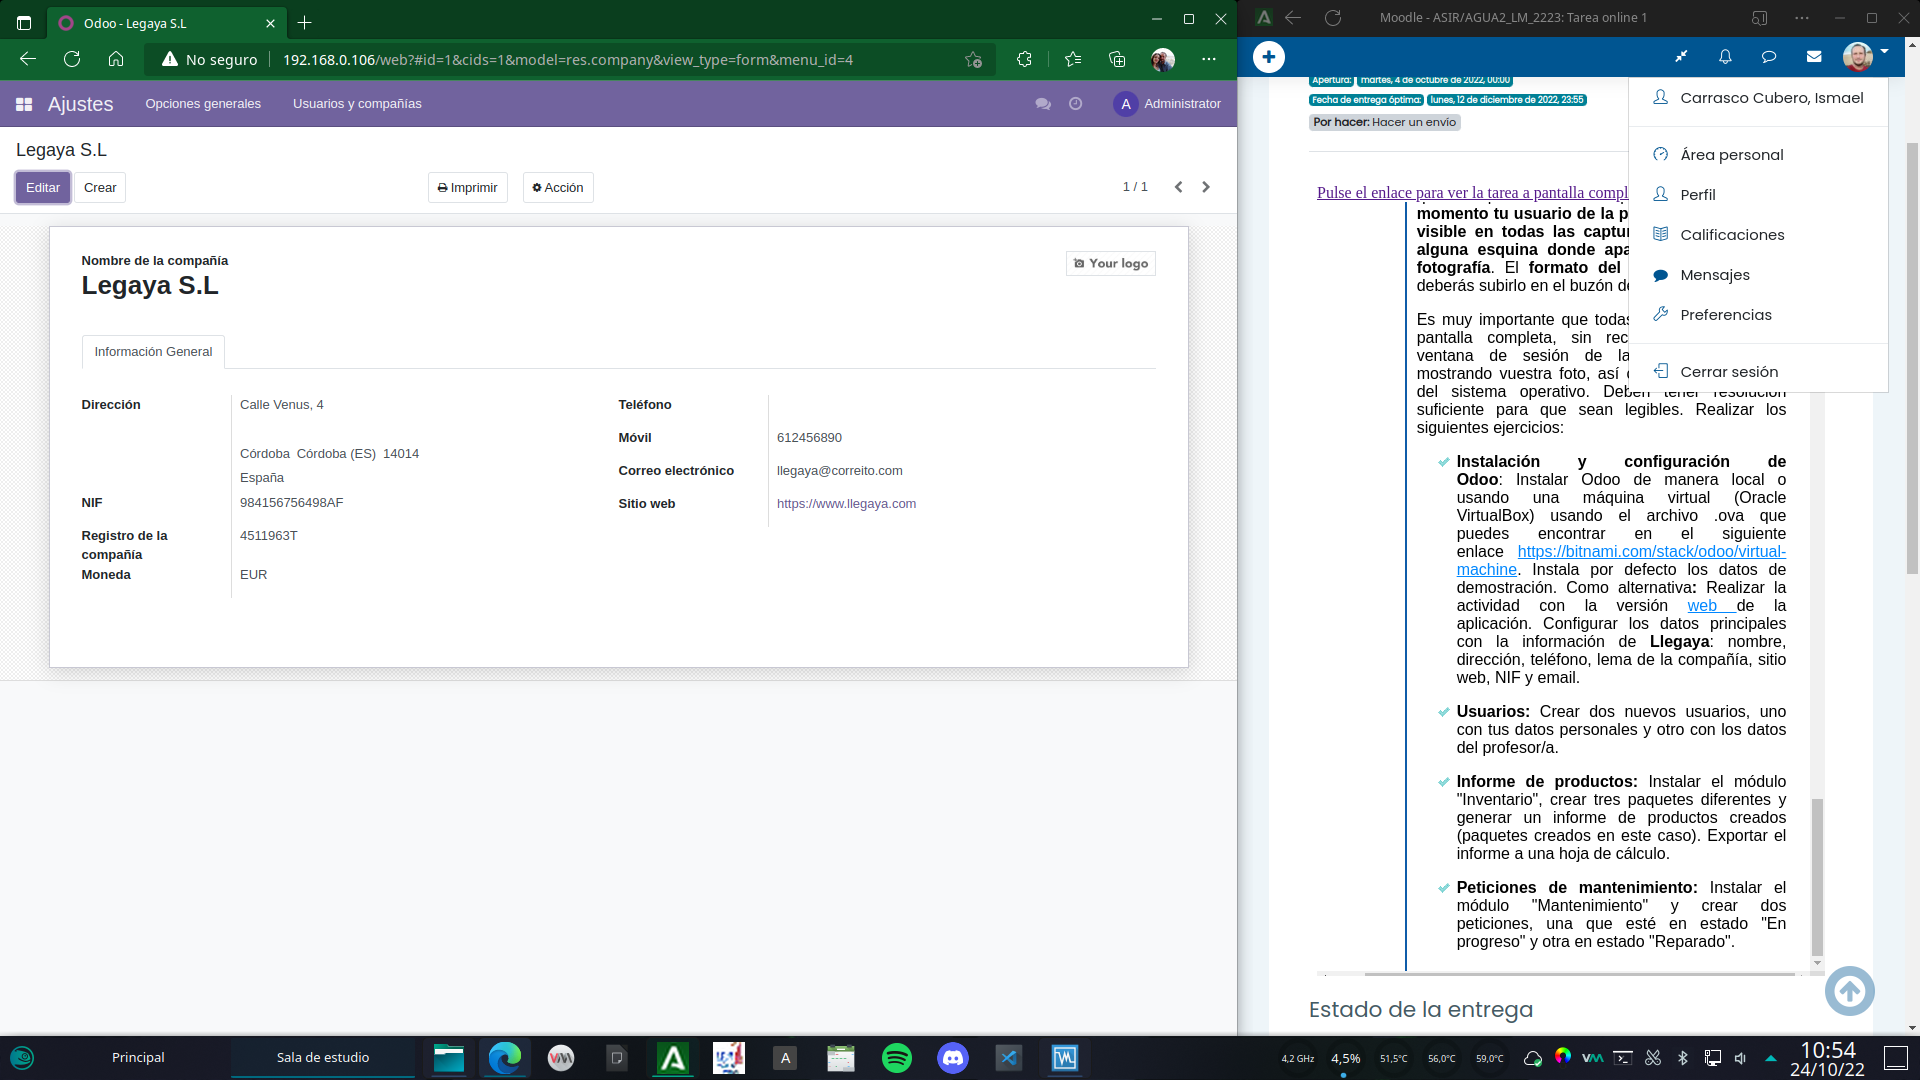 Odoo - Legaya S.L
No seguro
192.168.0.106/web?#id=1&cids=1&model=res.company&view_type=form&menu_id=4
Ajustes
Opciones generales
Usuarios y compañías
A
Administrator
Legaya S.L
Editar
Crear
Imprimir
Acción
1 / 1
Nombre de la compañía
Legaya S.L
Your logo
Información General
Dirección
Calle Venus, 4
Córdoba Córdoba (ES) 14014
España
NIF
984156756498AF
Registro de la
compañía
4511963T
Moneda
EUR
Teléfono
Móvil
612456890
Correo electrónico
llegaya@correito.com
Sitio web
https://www.llegaya.com
Moodle - ASIR/AGUA2_LM_2223: Tarea online 1
Apertura: martes, 4 de octubre de 2022, 00:00
Fecha de entrega óptima: lunes, 12 de diciembre de 2022, 23:55
Por hacer: Hacer un envío
Pulse el enlace para ver la tarea a pantalla compl
momento tu usuario de la p
visible en todas las captur
alguna esquina donde apa
fotografía. El formato del
deberás subirlo en el buzón de
Es muy importante que todas
pantalla completa, sin rec
ventana de sesión de la
mostrando vuestra foto, así
del sistema operativo. Deben tener resolución
suficiente para que sean legibles. Realizar los
siguientes ejercicios:
Instalación y configuración de
Odoo: Instalar Odoo de manera local o
usando una máquina virtual (Oracle
VirtualBox) usando el archivo .ova que
puedes encontrar en el siguiente
enlace https://bitnami.com/stack/odoo/virtual-
machine. Instala por defecto los datos de
demostración. Como alternativa: Realizar la
actividad con la versión web de la
aplicación. Configurar los datos principales
con la información de Llegaya: nombre,
dirección, teléfono, lema de la compañía, sitio
web, NIF y email.
Usuarios: Crear dos nuevos usuarios, uno
con tus datos personales y otro con los datos
del profesor/a.
Informe de productos: Instalar el módulo
"Inventario", crear tres paquetes diferentes y
generar un informe de productos creados
(paquetes creados en este caso). Exportar el
informe a una hoja de cálculo.
Peticiones de mantenimiento: Instalar el
módulo "Mantenimiento" y crear dos
peticiones, una que esté en estado "En
progreso" y otra en estado "Reparado".
Estado de la entrega
Carrasco Cubero, Ismael
Área personal
Perfil
Calificaciones
Mensajes
Preferencias
Cerrar sesión
Principal
Sala de estudio
4,2 GHz
4,5%
51,5°C
56,0°C
59,0°C
10:54
24/10/22